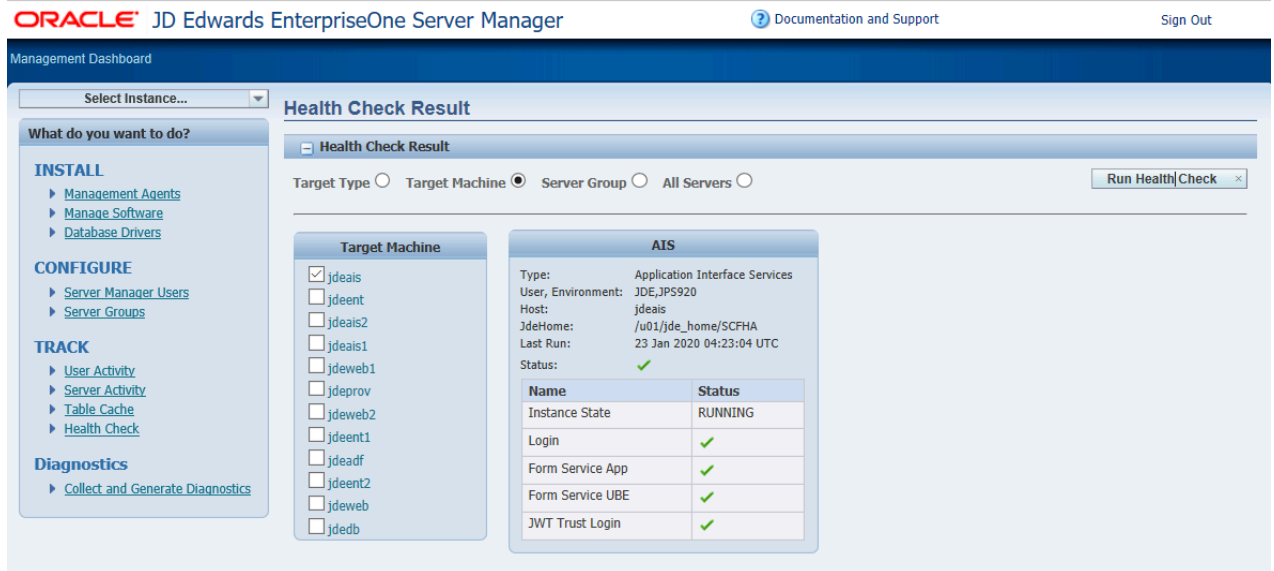 ORACLE® JD Edwards EnterpriseOne Server Manager
Documentation and Support
Sign Out
Management Dashboard
Select Instance...
What do you want to do?
INSTALL
Management Agents
Manage Software
Database Drivers
CONFIGURE
Server Manager Users
Server Groups
TRACK
User Activity
Server Activity
Table Cache
Health Check
Diagnostics
Collect and Generate Diagnostics
Health Check Result
Health Check Result
Target Type Target Machine Server Group All Servers
Run Health Check
Target Machine
jdeais
jdeent
jdeais2
jdeais1
jdeweb1
jdeprov
jdeweb2
jdeent1
jdeadf
jdeent2
jdeweb
jdedb
AIS
Type: Application Interface Services
User, Environment: JDE,JPS920
Host: jdeais
JdeHome: /u01/jde_home/SCFHA
Last Run: 23 Jan 2020 04:23:04 UTC
Status:
Name Status
Instance State RUNNING
Login
Form Service App
Form Service UBE
JWT Trust Login